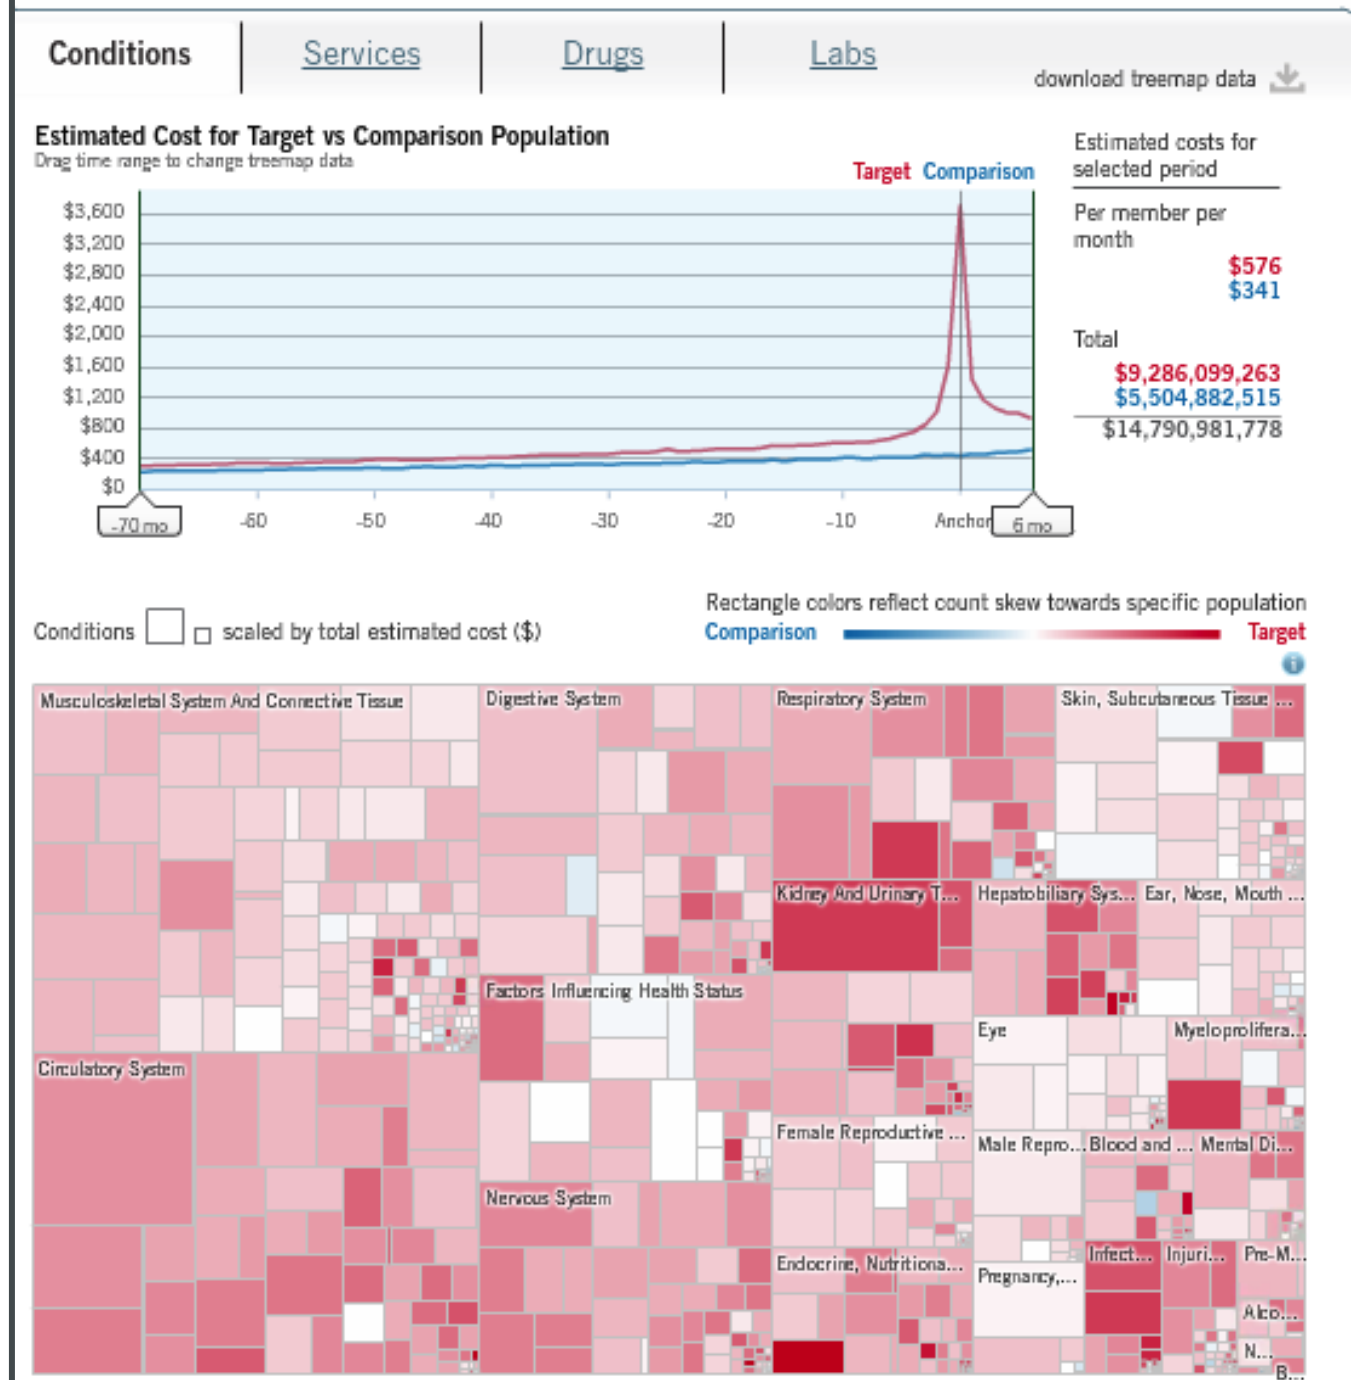 Conditions
Services
Drugs
Labs
download treemap data
Estimated Cost for Target vs Comparison Population
Drag time range to change treemap data
Target Comparison
$3,600
$3,200
$2,800
$2,400
$2,000
$1,600
$1,200
$800
$400
$0
-70 mo
-60
-50
-40
-30
-20
-10
Anchor
6 mo
Estimated costs for
selected period
Per member per
month
$576
$341
Total
$9,286,099,263
$5,504,882,515
$14,790,981,778
Conditions scaled by total estimated cost ($)
Rectangle colors reflect count skew towards specific population
Comparison Target
i
Musculoskeletal System And Connective Tissue
Digestive System
Respiratory System
Skin, Subcutaneous Tissue ...
Kidney And Urinary T...
Hepatobiliary Sys...
Ear, Nose, Mouth ...
Factors Influencing Health Status
Eye
Myeloprolifera...
Circulatory System
Female Reproductive ...
Male Repro...
Blood and ...
Mental Di...
Nervous System
Endocrine, Nutritiona...
Pregnancy,...
Infect...
Injuri...
Pre-M...
Alco...
N...
B...